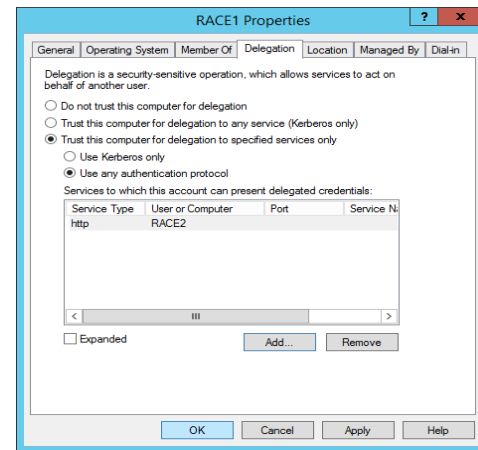 RACE1 Properties
? x
General Operating System Member Of Delegation Location Managed By Dial-in
Delegation is a security-sensitive operation, which allows services to act on
behalf of another user.
Do not trust this computer for delegation
Trust this computer for delegation to any service (Kerberos only)
Trust this computer for delegation to specified services only
Use Kerberos only
Use any authentication protocol
Services to which this account can present delegated credentials:
Service Type User or Computer Port Service Na
http RACE2
Expanded Add... Remove
OK Cancel Apply Help